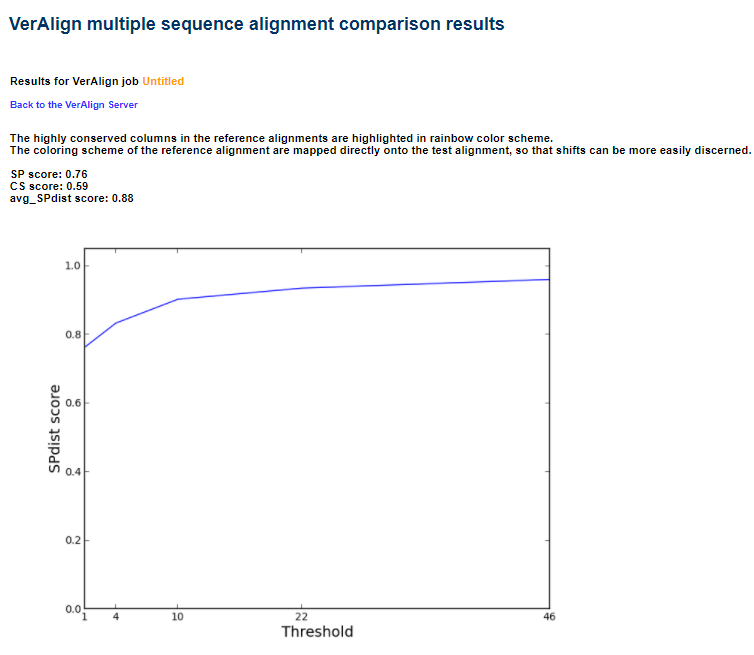 VerAlign multiple sequence alignment comparison results
Results for VerAlign job Untitled
Back to the VerAlign Server
The highly conserved columns in the reference alignments are highlighted in rainbow color scheme.
The coloring scheme of the reference alignment are mapped directly onto the test alignment, so that shifts can be more easily discerned.
SP score: 0.76
CS score: 0.59
avg_SPdist score: 0.88
1.0
0.8
0.6
0.4
0.2
0.0
SPdist score
1 4 10 22 46
Threshold